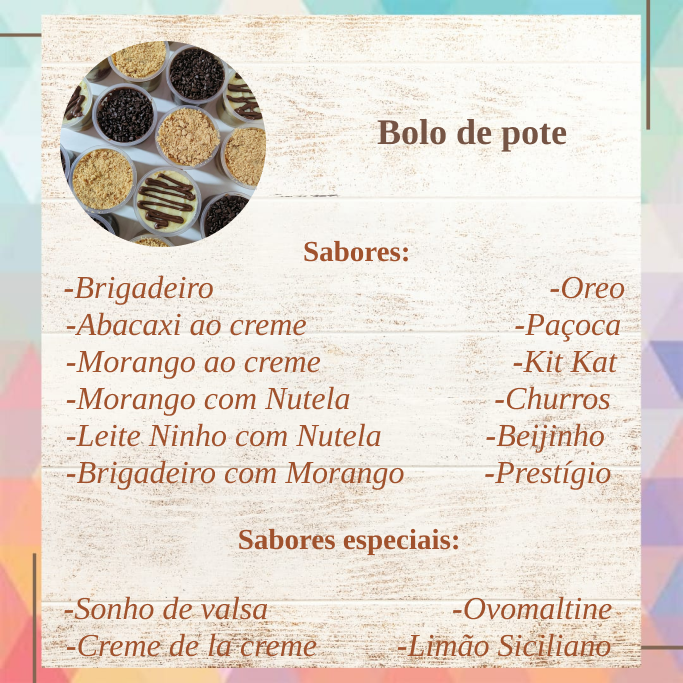 Bolo de pote
Sabores:
-Brigadeiro -Oreo
-Abacaxi ao creme -Paçoca
-Morango ao creme -Kit Kat
-Morango com Nutela -Churros
-Leite Ninho com Nutela -Beijinho
-Brigadeiro com Morango -Prestígio
Sabores especiais:
-Sonho de valsa -Ovomaltine
-Creme de la creme -Limão Siciliano